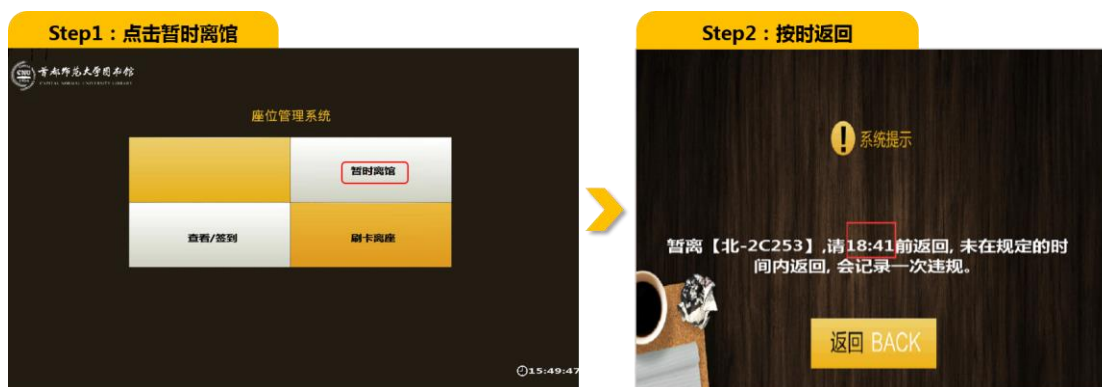 Step1：点击暂时离馆
首都师范大学图书馆
CAPITAL NORMAL UNIVERSITY LIBRARY
座位管理系统
暂时离馆
查看/签到
刷卡离座
15:49:47
Step2：按时返回
系统提示
暂离【北-2C253】,请18:41前返回, 未在规定的时
间内返回, 会记录一次违规。
返回 BACK